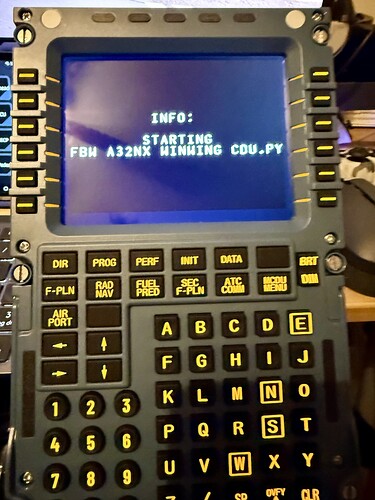 INFO:
STARTING
FBW A32NX WINWING CDU.PY
DIR PROG PERF INIT DATA
BRT
F-PLN RAD NAV FUEL PRED SEC F-PLN ATC COMM MCDU MENU DIM
AIR PORT
A B C D E
F G H I J
1 2 3 K L M N O
4 5 6 P Q R S T
7 8 9 U V W X Y
Z / SP OVFY CLR